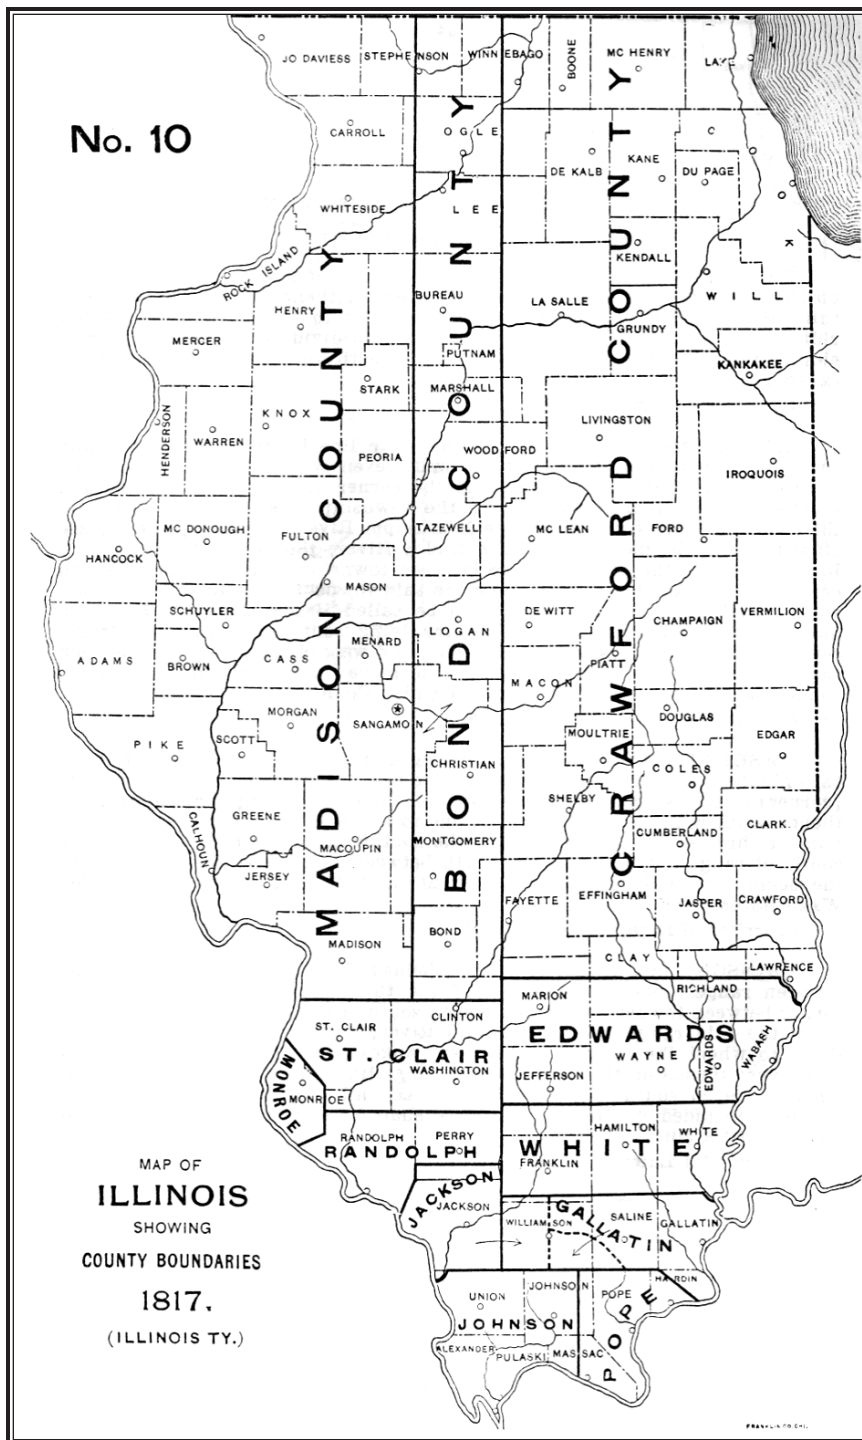 No. 10
JO DAVIESS
STEPHENSON
WINNEBAGO
BOONE
MC HENRY
LAKE
CARROLL
OGLE
DE KALB
KANE
DU PAGE
WHITESIDE
LEE
ROCK ISLAND
KENDALL
K
HENRY
BUREAU
LA SALLE
GRUNDY
WILL
MERCER
PUTNAM
KANKAKEE
STARK
MARSHALL
HENDERSON
WARREN
KNOX
LIVINGSTON
PEORIA
WOODFORD
IROQUOIS
MC DONOUGH
FULTON
TAZEWELL
MC LEAN
FORD
HANCOCK
MASON
SCHUYLER
DE WITT
CHAMPAIGN
VERMILION
ADAMS
BROWN
CASS
MENARD
LOGAN
PIATT
MACON
MORGAN
SANGAMON
DOUGLAS
PIKE
SCOTT
MOULTRIE
EDGAR
CHRISTIAN
COLES
CALHOUN
GREENE
SHELBY
CUMBERLAND
CLARK.
MACOUPIN
MONTGOMERY
JERSEY
FAYETTE
EFFINGHAM
JASPER
CRAWFORD
MADISON
BOND
CLAY
LAWRENCE
RICHLAND
MADISON COUNTY
BOND COUNTY
CRAWFORD COUNTY
MARION
CLINTON
ST. CLAIR
EDWARDS
ST. CLAIR
WAYNE
EDWARDS
WABASH
WASHINGTON
JEFFERSON
MONROE
MONROE
RANDOLPH
PERRY
HAMILTON
WHITE
RANDOLPH
WHITE
FRANKLIN
JACKSON
JACKSON
WILLIAMSON
GALLATIN
SALINE
GALLATIN
HARDIN
UNION
JOHNSON
POPE
JOHNSON
POPE
ALEXANDER
PULASKI
MASSAC
MAP OF
ILLINOIS
SHOWING
COUNTY BOUNDARIES
1817.
(ILLINOIS TY.)
FRANKLIN CO. CHI.